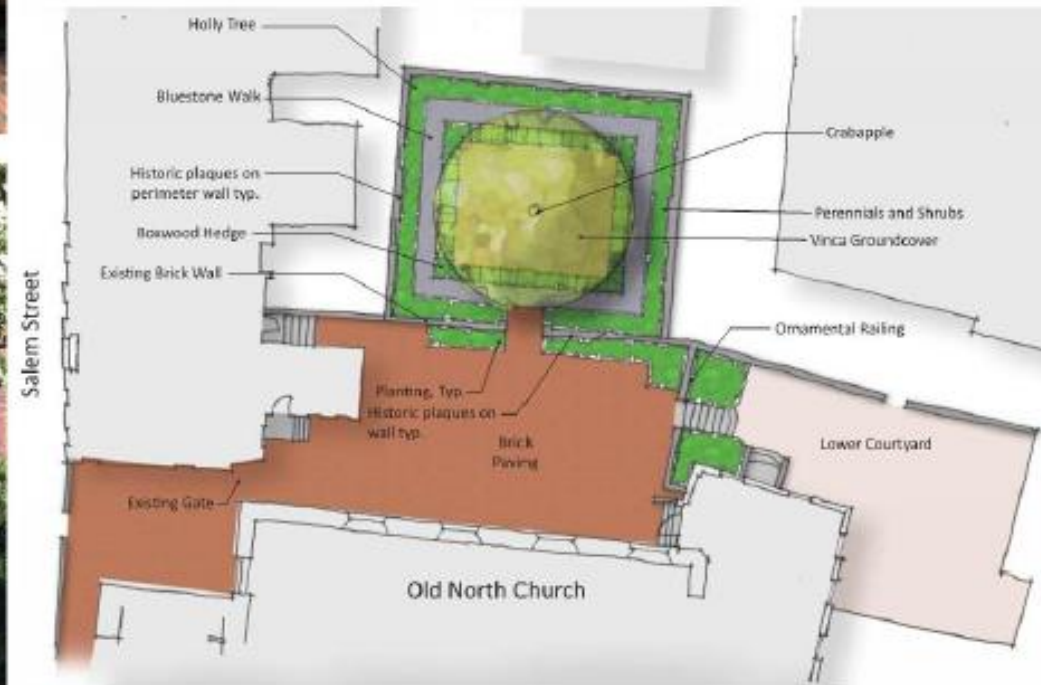 Holly Tree
Bluestone Walk
Crabapple
Historic plaques on
perimeter wall typ.
Perennials and Shrubs
Boxwood Hedge
Vinca Groundcover
Existing Brick Wall
Salem Street
Ornamental Railing
Planting, Typ.
Historic plaques on
wall typ.
Brick
Paving
Lower Courtyard
Existing Gate
Old North Church